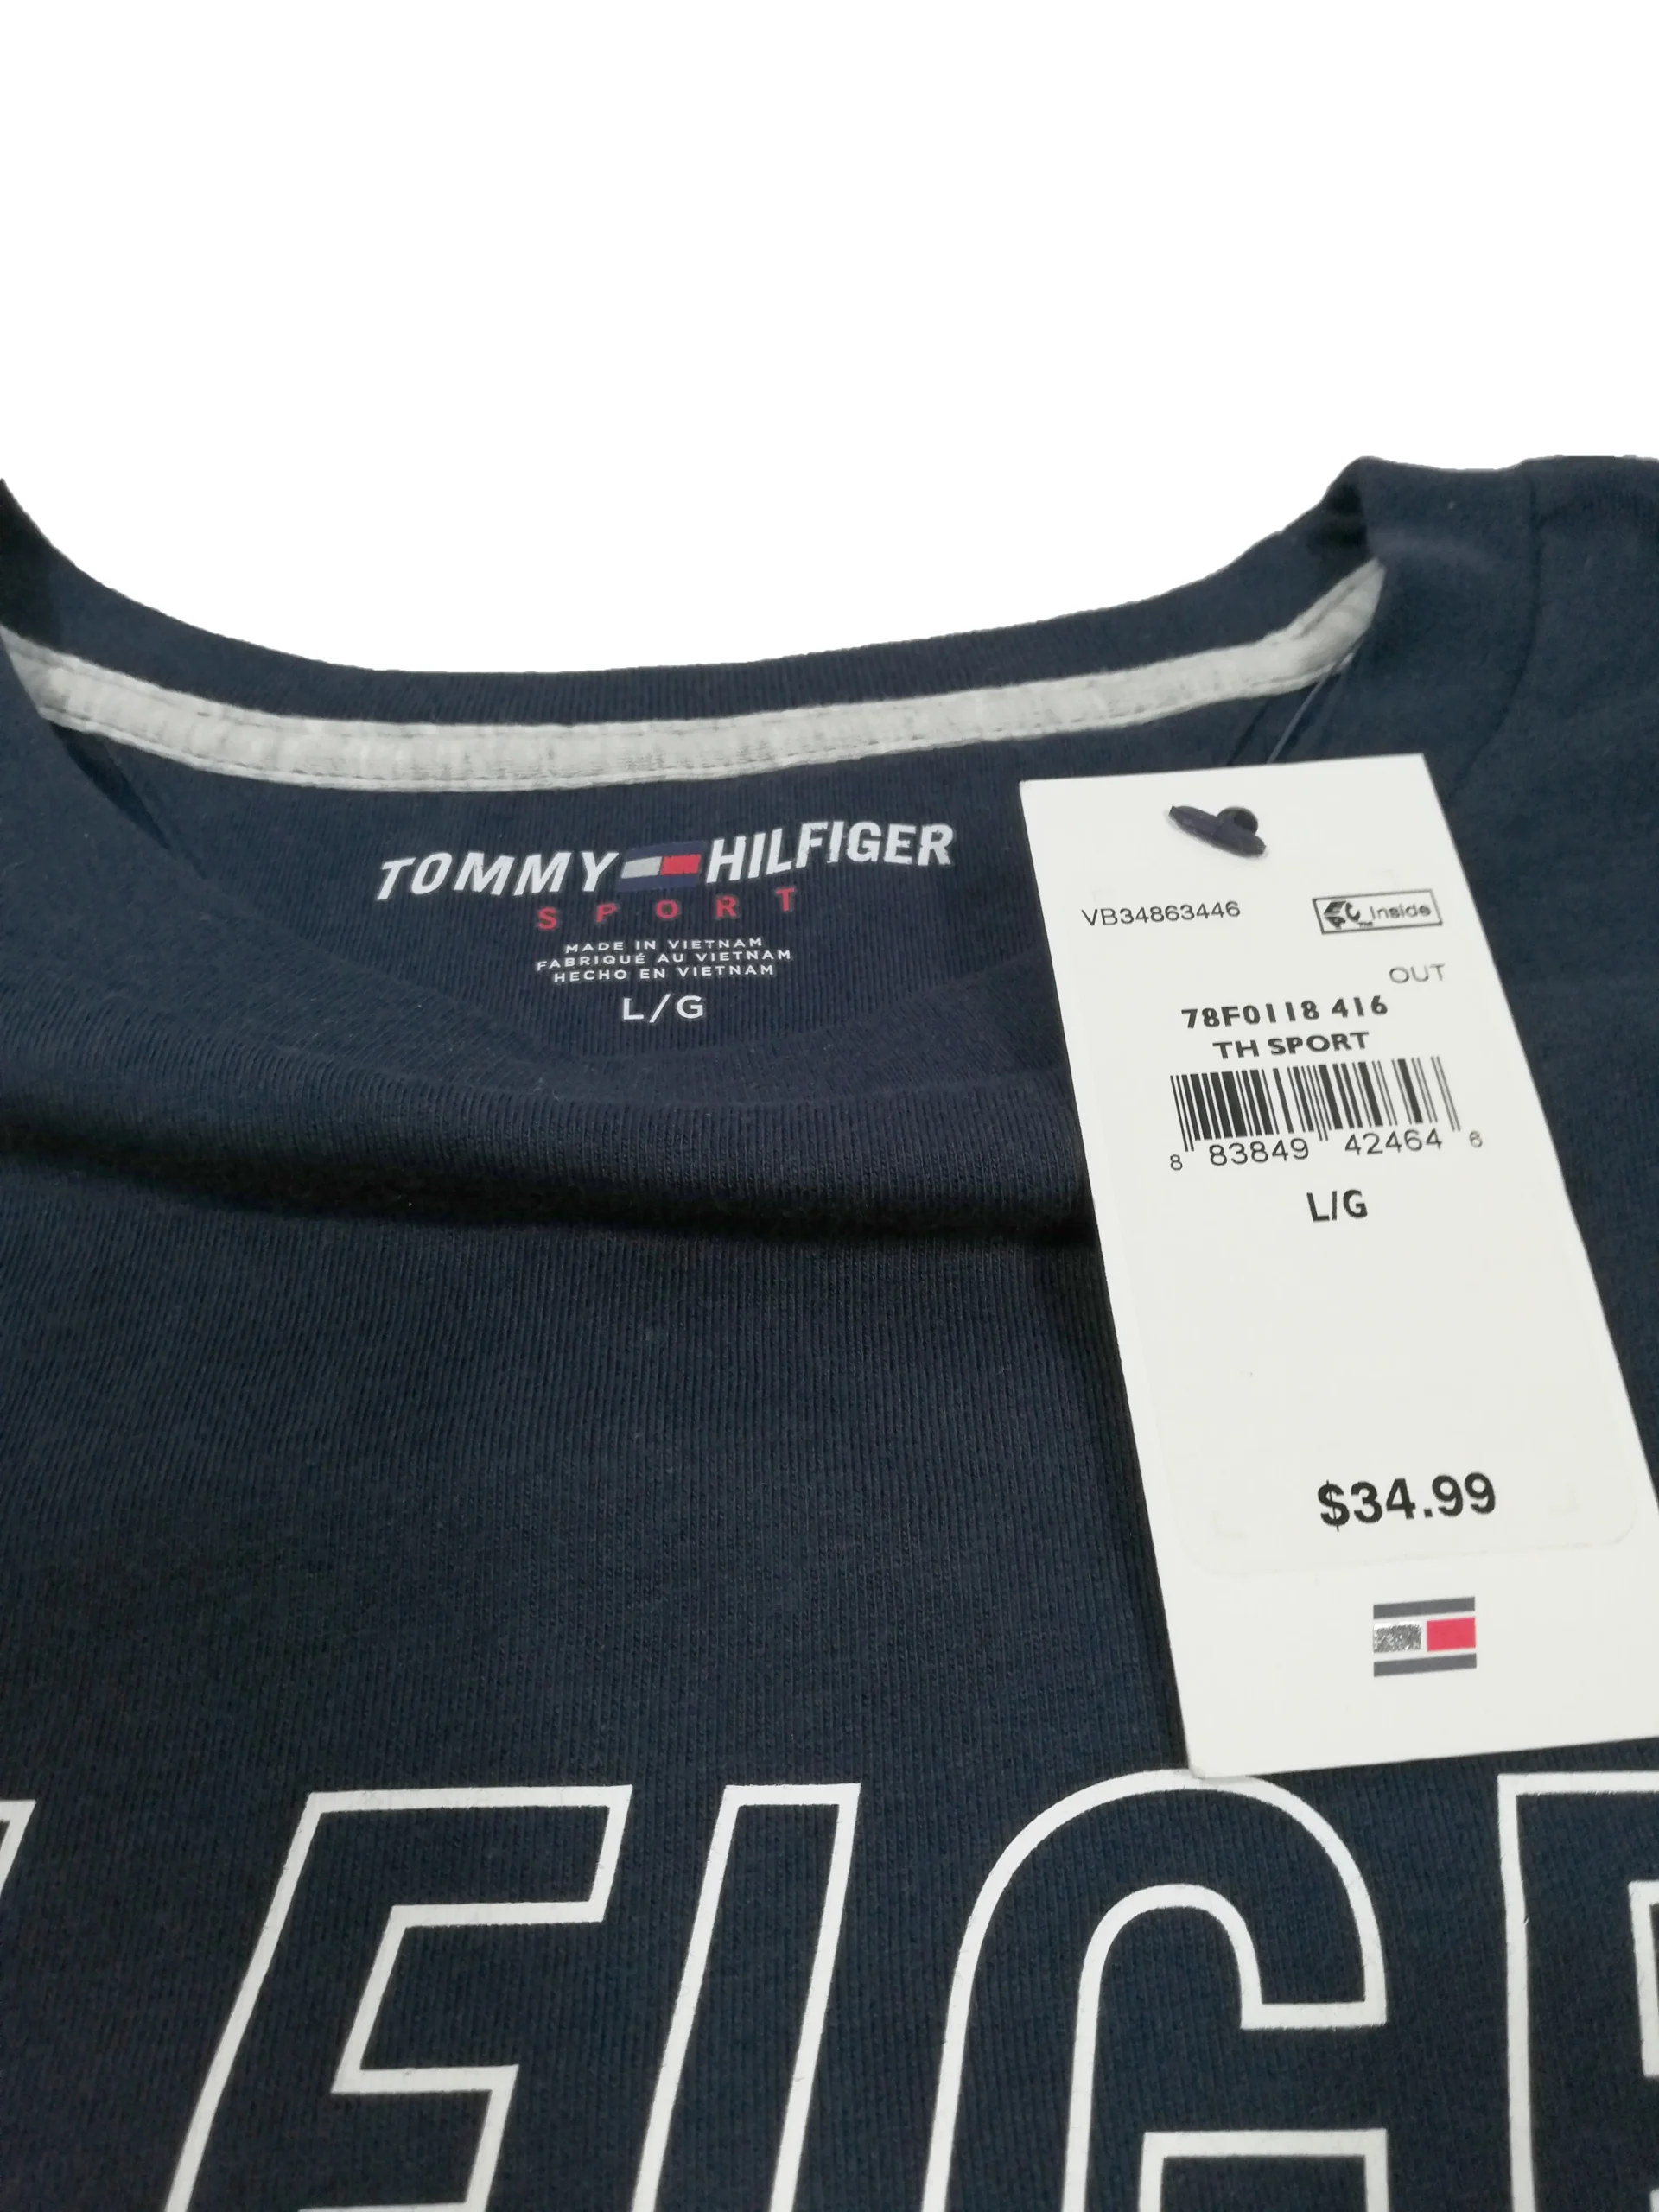 TOMMY HILFIGER
SPORT
MADE IN VIETNAM
FABRIQUÉ AU VIETNAM
HECHO EN VIETNAM
L/G
VB34863446
Inside
OUT
78F0118 416
TH SPORT
8 83849 42464 6
L/G
$34.99
FIG